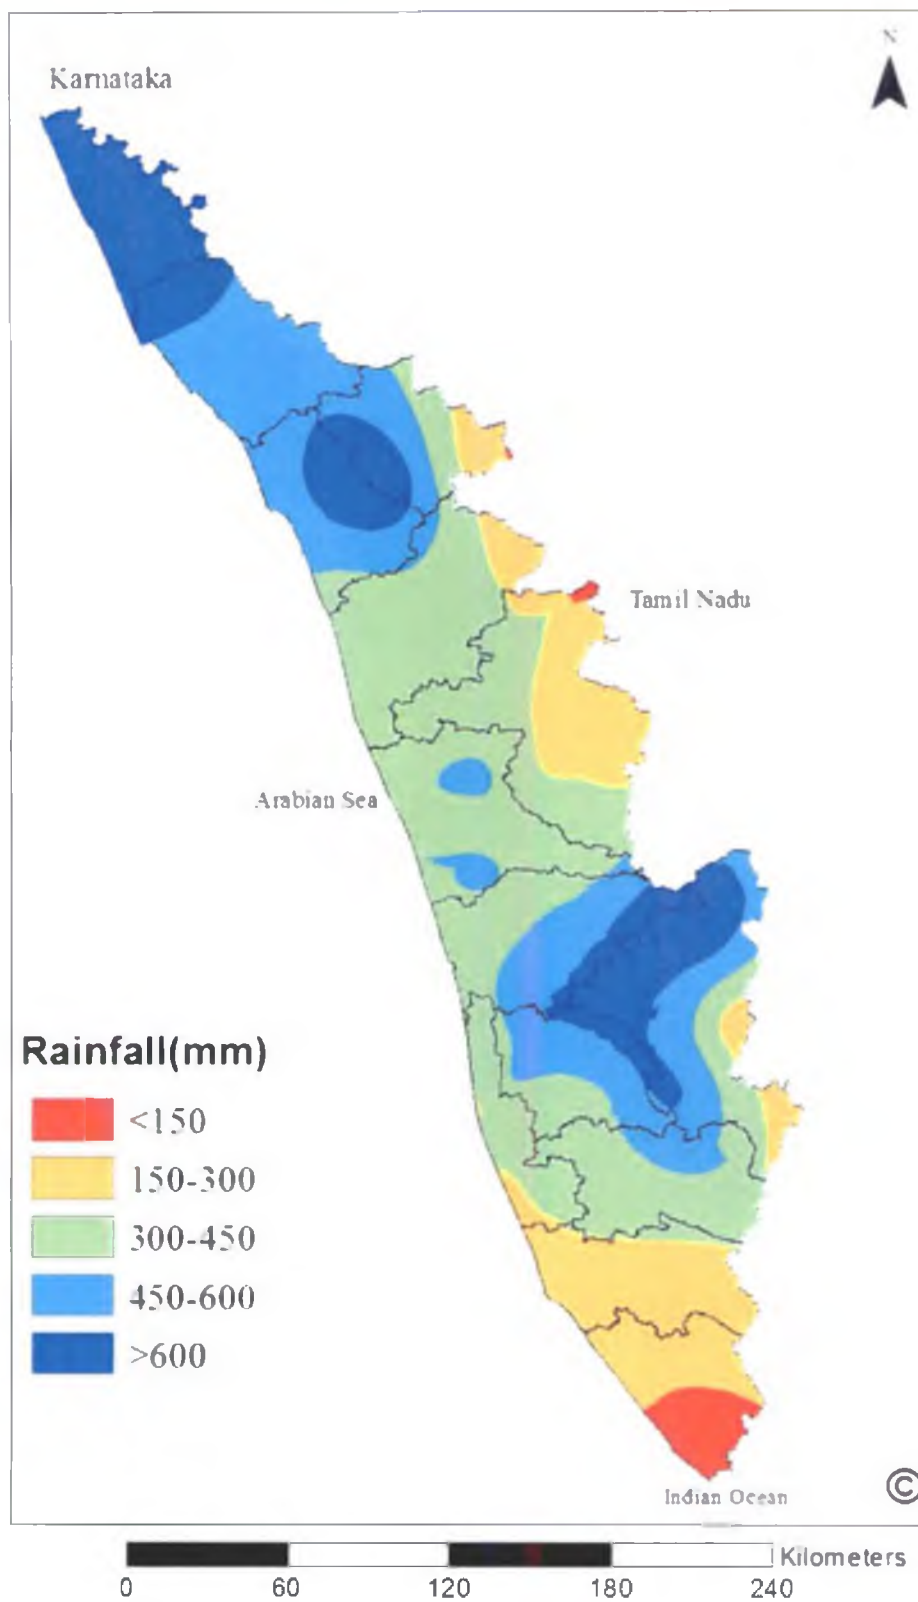 N
Karnataka
Tamil Nadu
Arabian Sea
Rainfall(mm)
<150
150-300
300-450
450-600
>600
Indian Ocean
©
Kilometers
0 60 120 180 240